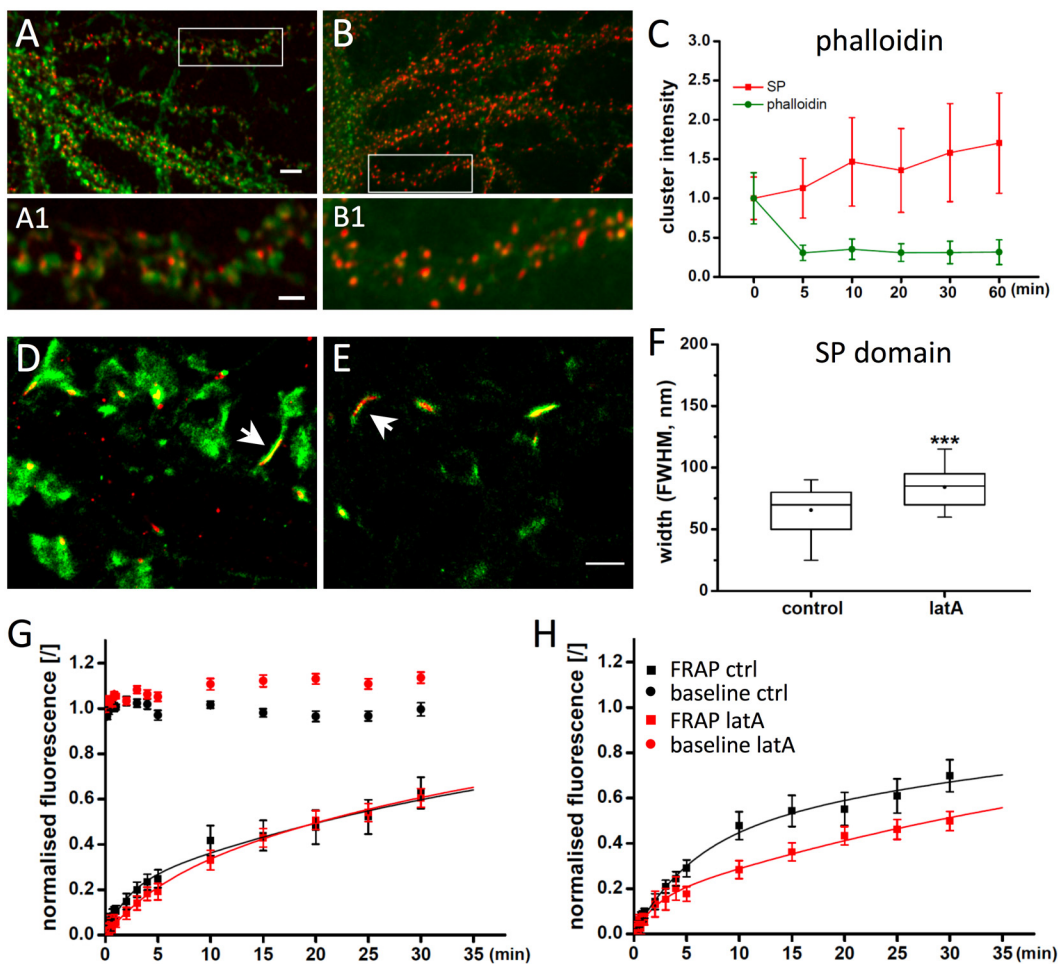 A
B
A1
B1
C
phalloidin
SP
phalloidin
cluster intensity
3.0
2.5
2.0
1.5
1.0
0.5
0.0
0 5 10 20 30 60 (min)
D
E
F
SP domain
width (FWHM, nm)
200
150
100
50
0
***
control latA
G
normalised fluorescence [/]
1.2
1.0
0.8
0.6
0.4
0.2
0.0
0 5 10 15 20 25 30 35 (min)
H
normalised fluorescence [/]
1.2
1.0
0.8
0.6
0.4
0.2
0.0
FRAP ctrl
baseline ctrl
FRAP latA
baseline latA
0 5 10 15 20 25 30 35 (min)